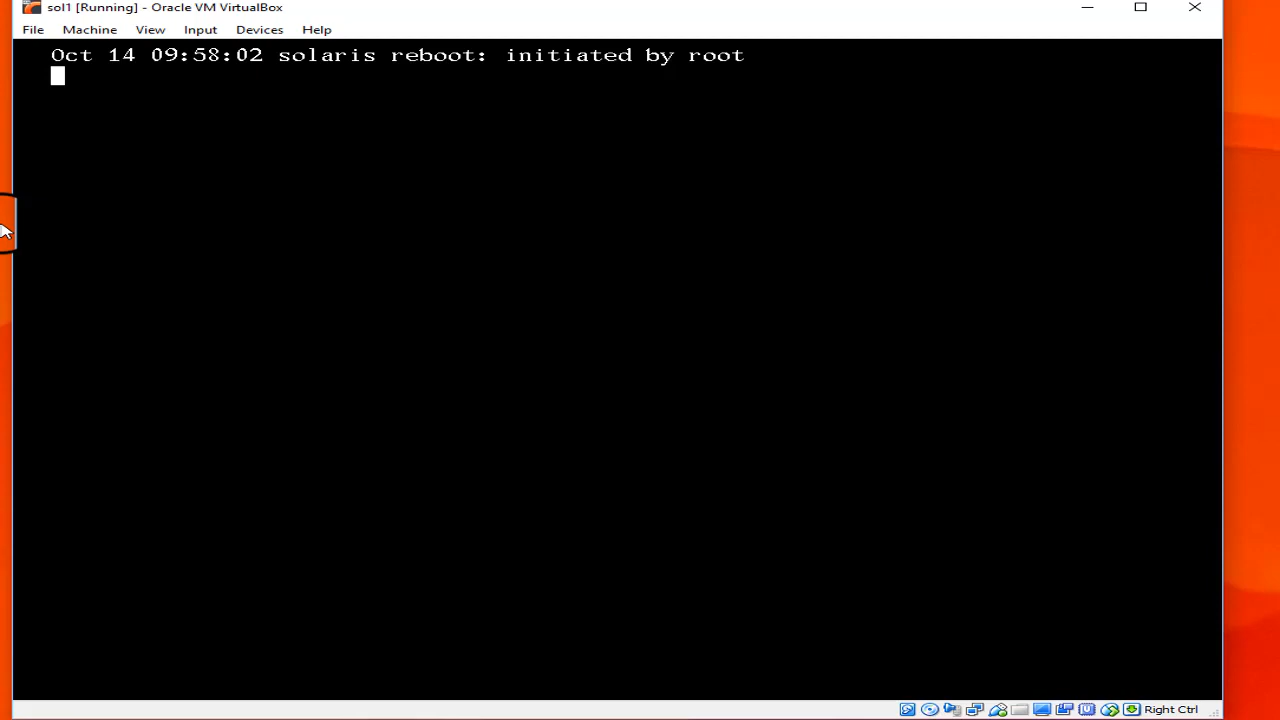 sol1 [Running] - Oracle VM VirtualBox
File Machine View Input Devices Help
Oct 14 09:58:02 solaris reboot: initiated by root
Right Ctrl